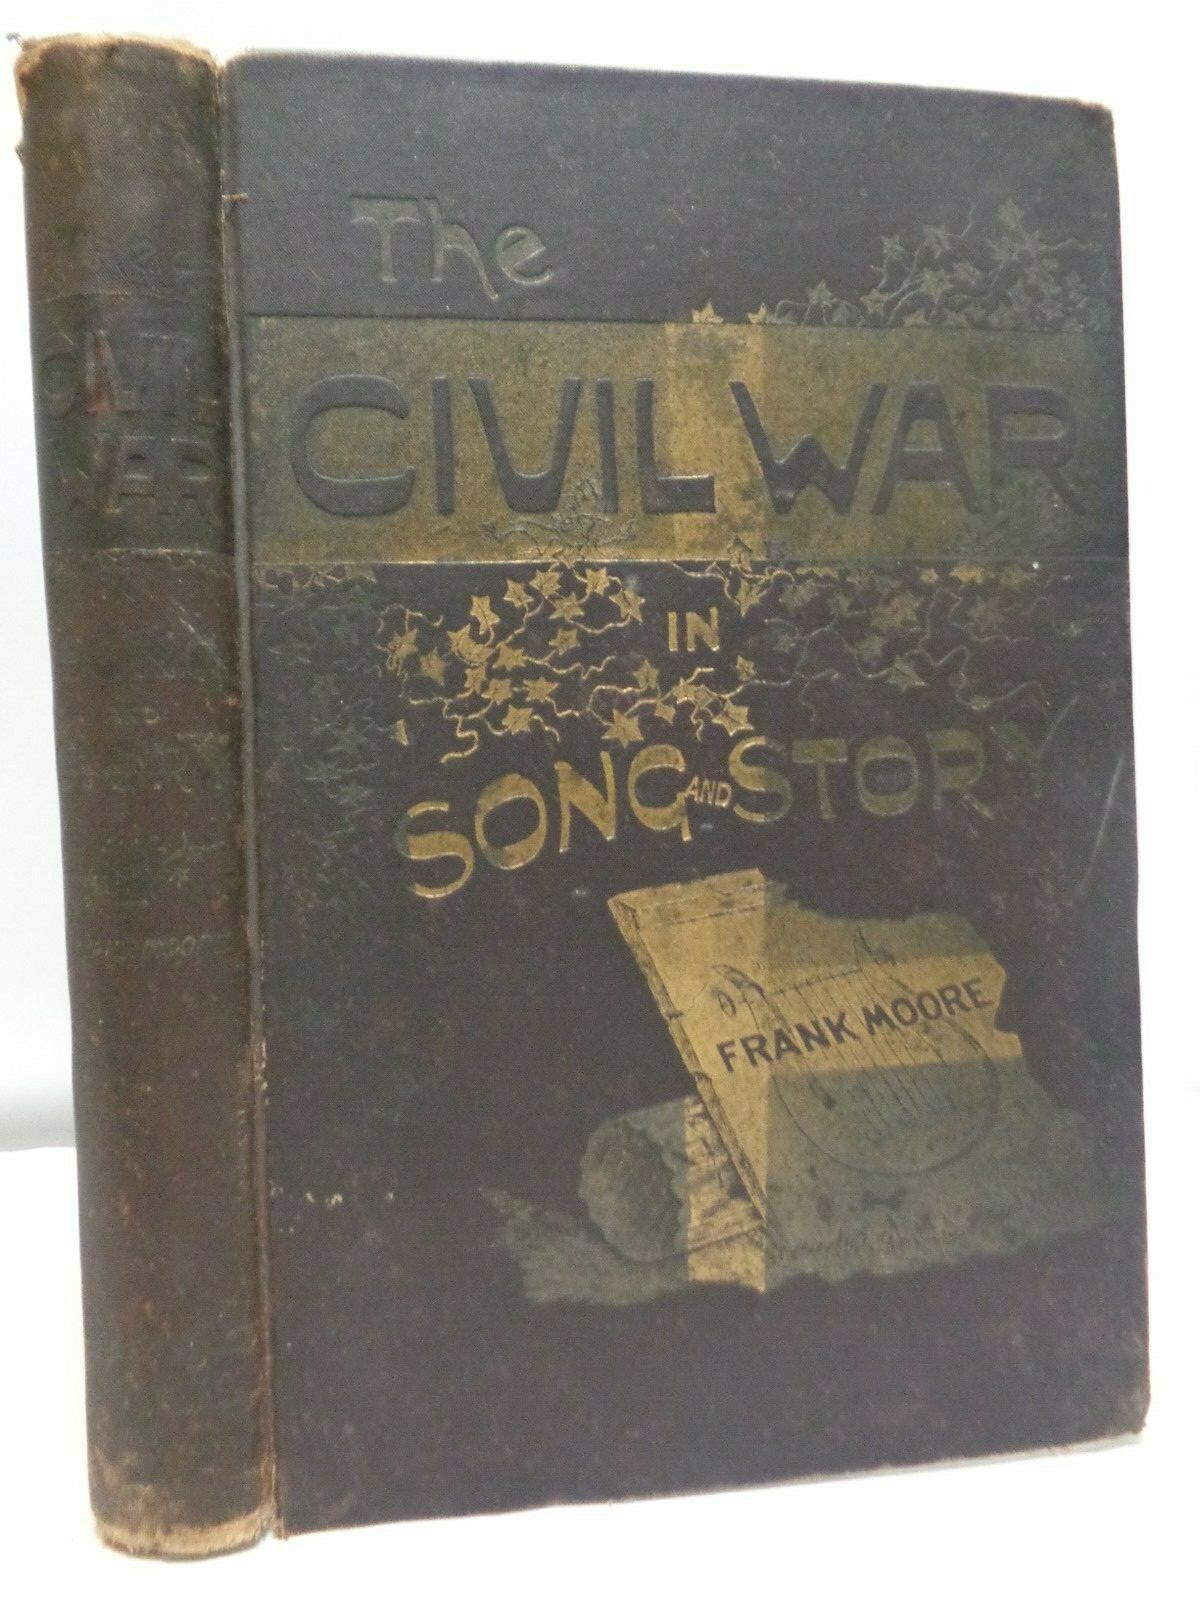 The
CIVIL WAR
IN
SONG AND STORY
FRANK MOORE
CIVIL
WAR